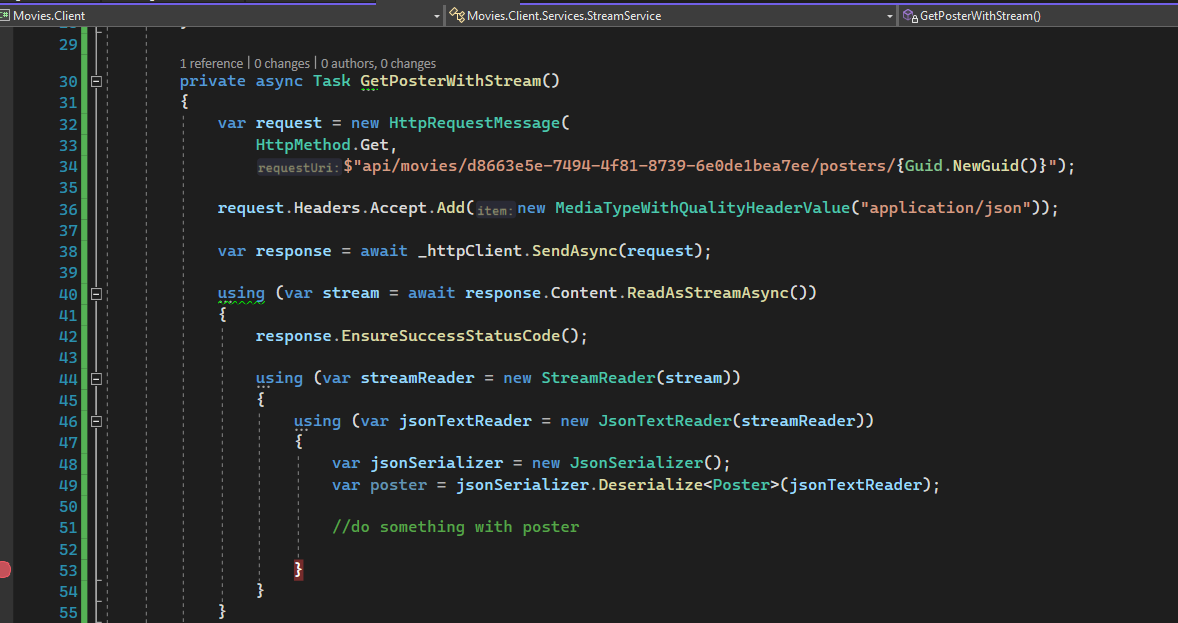 Movies.Client Movies.Client.Services.StreamService GetPosterWithStream()
29
1 reference | 0 changes | 0 authors, 0 changes
30 private async Task GetPosterWithStream()
31 {
32 var request = new HttpRequestMessage(
33 HttpMethod.Get,
34 requestUri: $"api/movies/d8663e5e-7494-4f81-8739-6e0de1bea7ee/posters/{Guid.NewGuid()}");
35
36 request.Headers.Accept.Add(item: new MediaTypeWithQualityHeaderValue("application/json"));
37
38 var response = await _httpClient.SendAsync(request);
39
40 using (var stream = await response.Content.ReadAsStreamAsync())
41 {
42 response.EnsureSuccessStatusCode();
43
44 using (var streamReader = new StreamReader(stream))
45 {
46 using (var jsonTextReader = new JsonTextReader(streamReader))
47 {
48 var jsonSerializer = new JsonSerializer();
49 var poster = jsonSerializer.Deserialize<Poster>(jsonTextReader);
50
51 //do something with poster
52
53 }
54 }
55 }